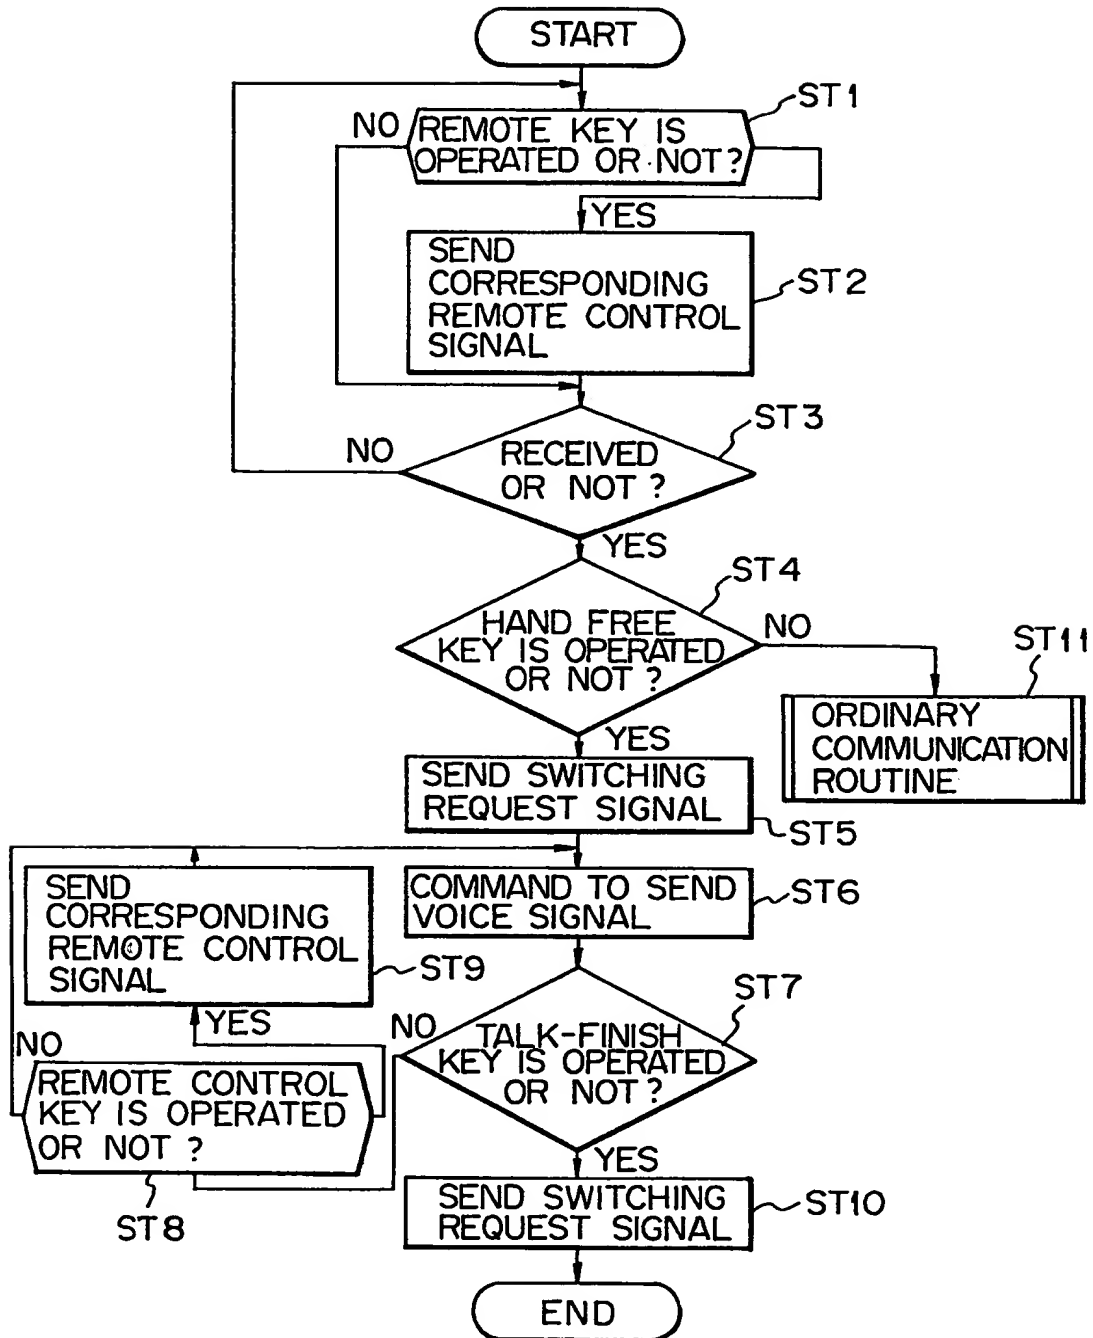 START
ST1
NO
REMOTE KEY IS
OPERATED OR NOT?
YES
SEND
CORRESPONDING
REMOTE CONTROL
SIGNAL
ST2
ST3
NO
RECEIVED
OR NOT ?
YES
ST4
HAND FREE
KEY IS OPERATED
OR NOT ?
NO
ST11
ORDINARY
COMMUNICATION
ROUTINE
YES
SEND SWITCHING
REQUEST SIGNAL
ST5
SEND
CORRESPONDING
REMOTE CONTROL
SIGNAL
ST9
COMMAND TO SEND
VOICE SIGNAL
ST6
ST7
NO
TALK-FINISH
KEY IS OPERATED
OR NOT ?
YES
NO
REMOTE CONTROL
KEY IS OPERATED
OR NOT ?
ST8
YES
SEND SWITCHING
REQUEST SIGNAL
ST10
END